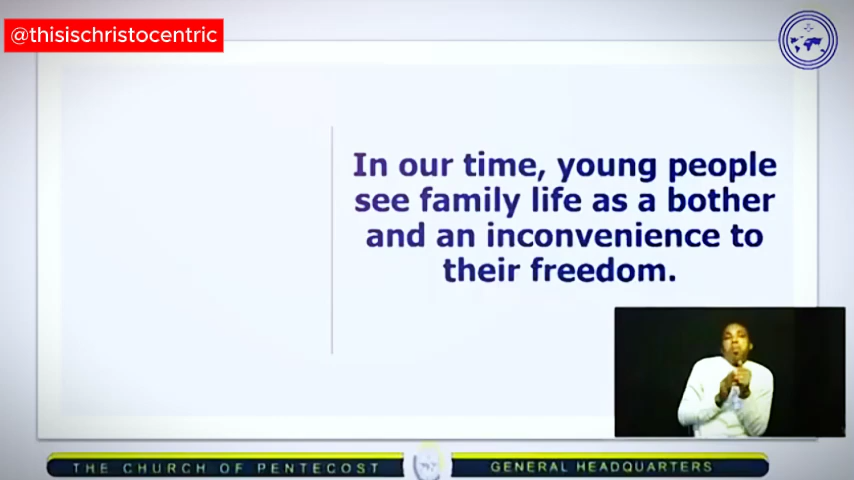 @thisischristocentric
In our time, young people
see family life as a bother
and an inconvenience to
their freedom.
THE CHURCH OF PENTECOST
GENERAL HEADQUARTERS